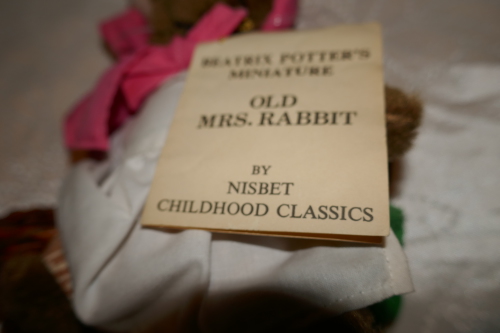 BEATRIX POTTER'S
MINIATURE
OLD
MRS. RABBIT
BY
NISBET
CHILDHOOD CLASSICS